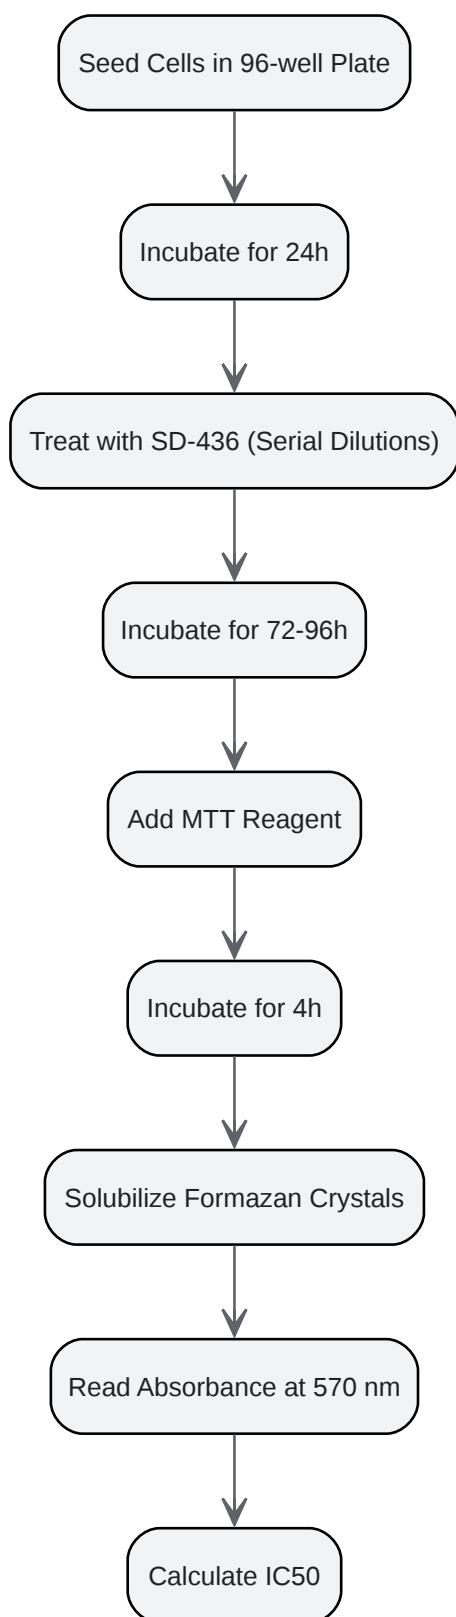 Seed Cells in 96-well Plate
Incubate for 24h
Treat with SD-436 (Serial Dilutions)
Incubate for 72-96h
Add MTT Reagent
Incubate for 4h
Solubilize Formazan Crystals
Read Absorbance at 570 nm
Calculate IC50